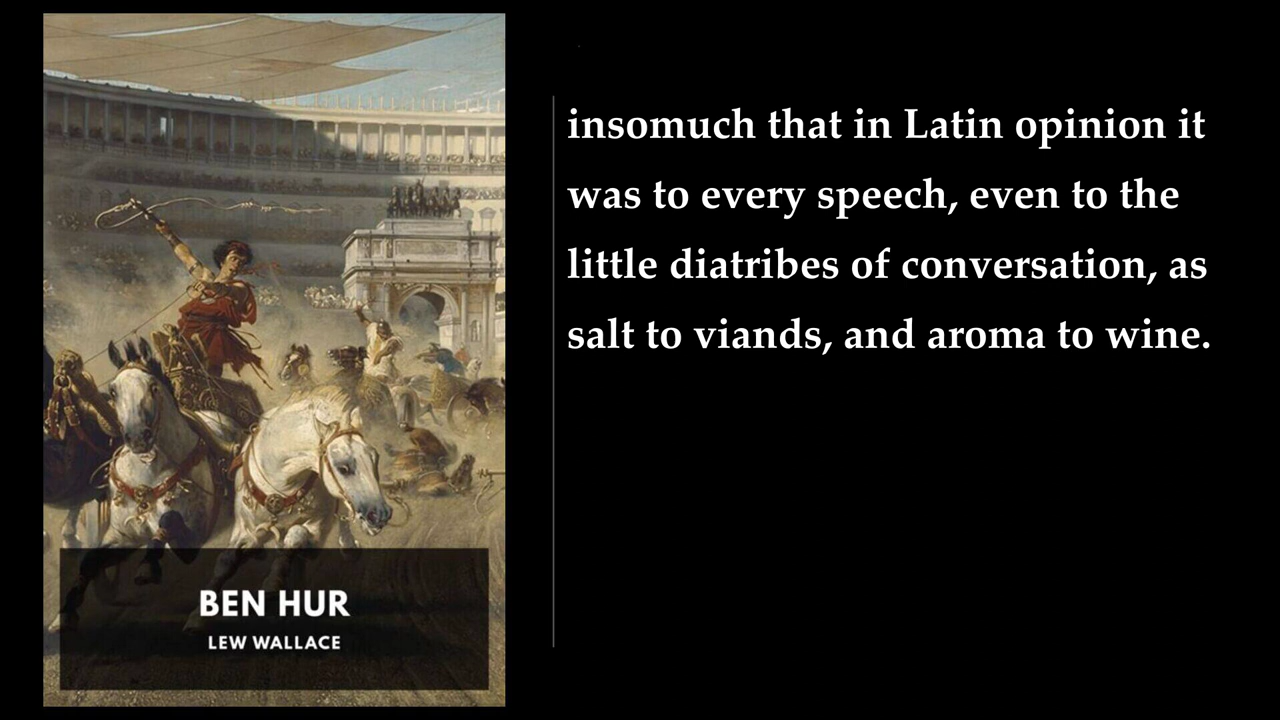 BEN HUR
LEW WALLACE
insomuch that in Latin opinion it
was to every speech, even to the
little diatribes of conversation, as
salt to viands, and aroma to wine.